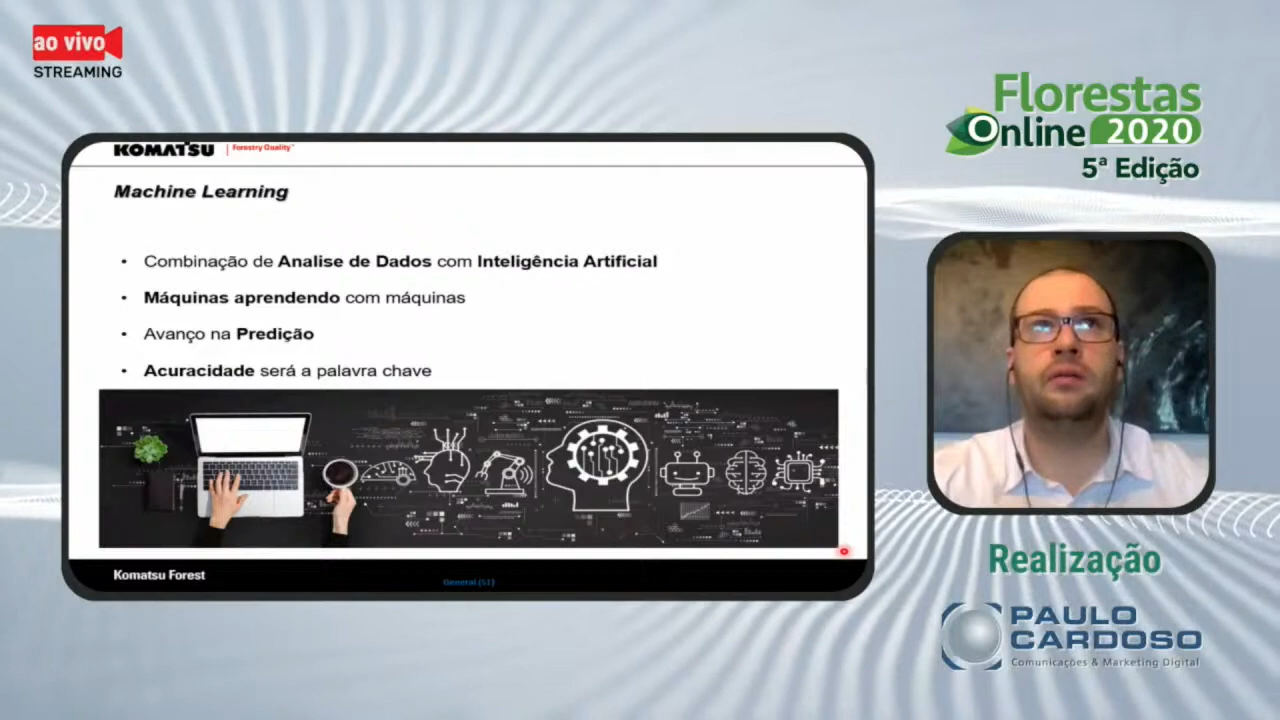 ao vivo
STREAMING
KOMATSU
Forestry Quality™
Machine Learning
• Combinação de Analise de Dados com Inteligência Artificial
• Máquinas aprendendo com máquinas
• Avanço na Predição
• Acuracidade será a palavra chave
Komatsu Forest
General (S1)
Florestas
Online 2020
5ª Edição
Realização
PAULO
CARDOSO
Comunicações & Marketing Digital